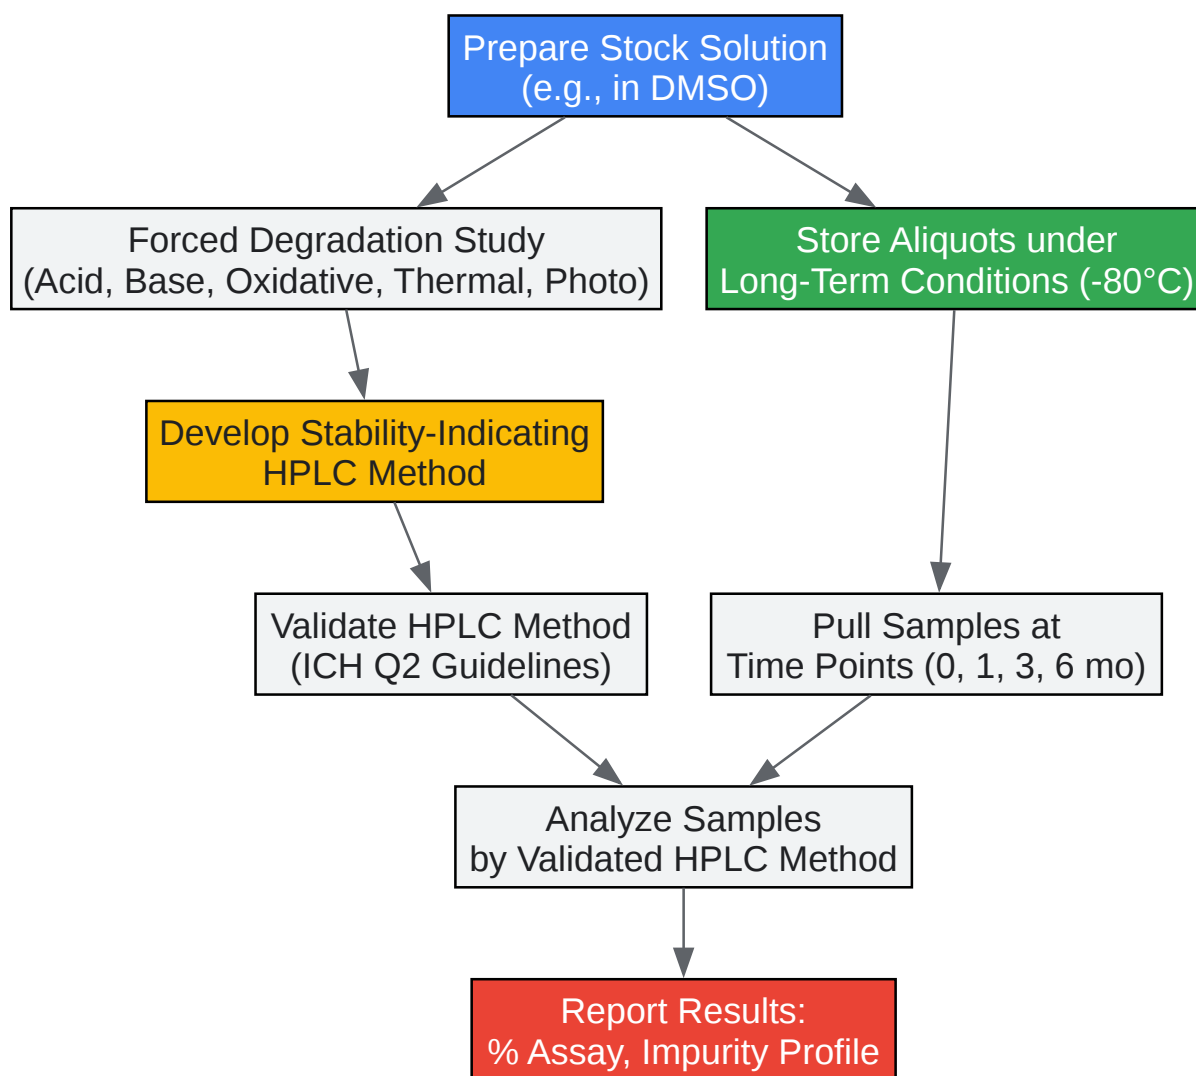 Prepare Stock Solution
(e.g., in DMSO)
Forced Degradation Study
(Acid, Base, Oxidative, Thermal, Photo)
Store Aliquots under
Long-Term Conditions (-80°C)
Develop Stability-Indicating
HPLC Method
Validate HPLC Method
(ICH Q2 Guidelines)
Pull Samples at
Time Points (0, 1, 3, 6 mo)
Analyze Samples
by Validated HPLC Method
Report Results:
% Assay, Impurity Profile